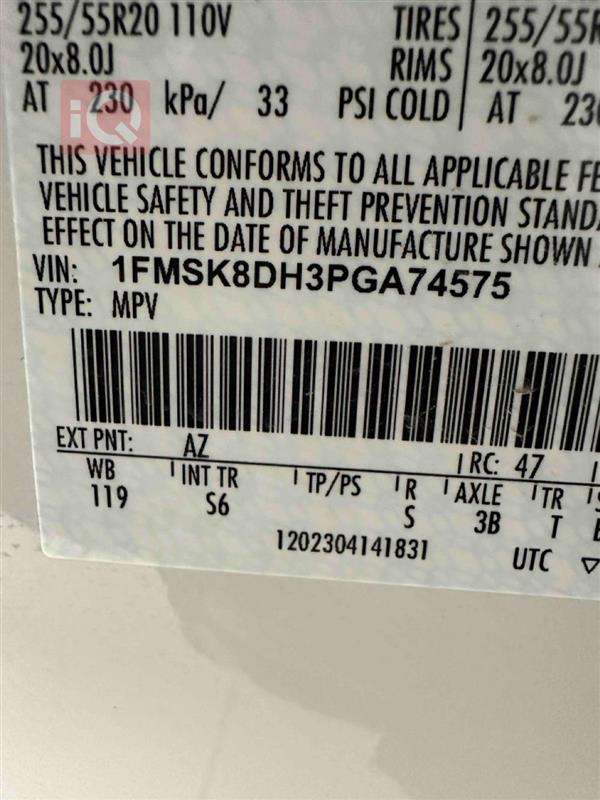 255/55R20 110V TIRES 255/55R
20x8.0J RIMS 20x8.0J
AT 230 kPa/ 33 PSI COLD AT 230
iQ
THIS VEHICLE CONFORMS TO ALL APPLICABLE FE
VEHICLE SAFETY AND THEFT PREVENTION STANDA
EFFECT ON THE DATE OF MANUFACTURE SHOWN
VIN: 1FMSK8DH3PGA74575
TYPE: MPV
EXT PNT: AZ RC: 47
WB INT TR TP/PS R AXLE TR S
119 S6 S 3B T E
1202304141831 UTC